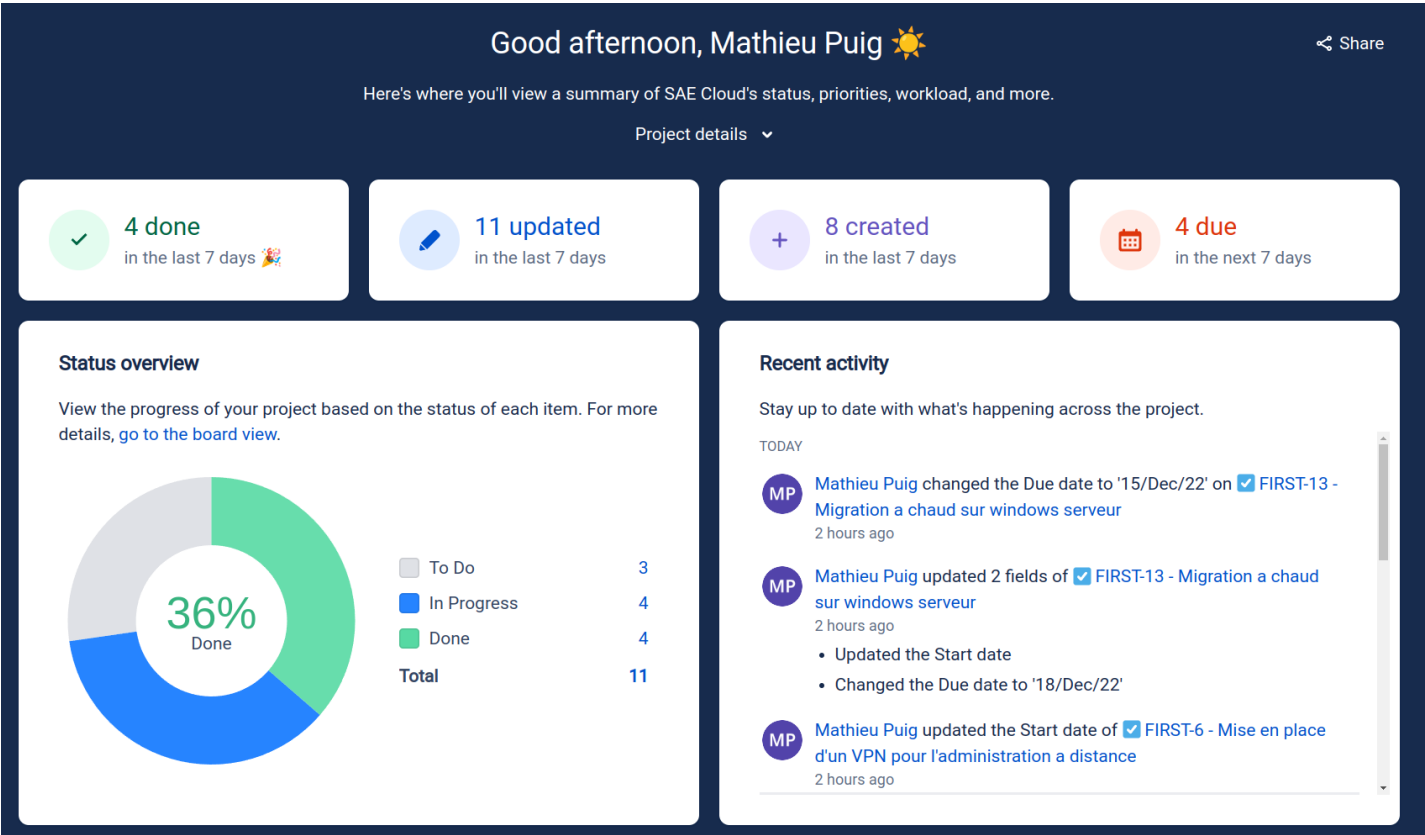 Good afternoon, Mathieu Puig ☀️
Share
Here's where you'll view a summary of SAE Cloud's status, priorities, workload, and more.
Project details
4 done
in the last 7 days 🎉
11 updated
in the last 7 days
8 created
in the last 7 days
4 due
in the next 7 days
Status overview
View the progress of your project based on the status of each item. For more
details, go to the board view.
36%
Done
To Do 3
In Progress 4
Done 4
Total 11
Recent activity
Stay up to date with what's happening across the project.
TODAY
MP
Mathieu Puig changed the Due date to '15/Dec/22' on FIRST-13 -
Migration a chaud sur windows serveur
2 hours ago
MP
Mathieu Puig updated 2 fields of FIRST-13 - Migration a chaud
sur windows serveur
2 hours ago
• Updated the Start date
• Changed the Due date to '18/Dec/22'
MP
Mathieu Puig updated the Start date of FIRST-6 - Mise en place
d'un VPN pour l'administration a distance
2 hours ago